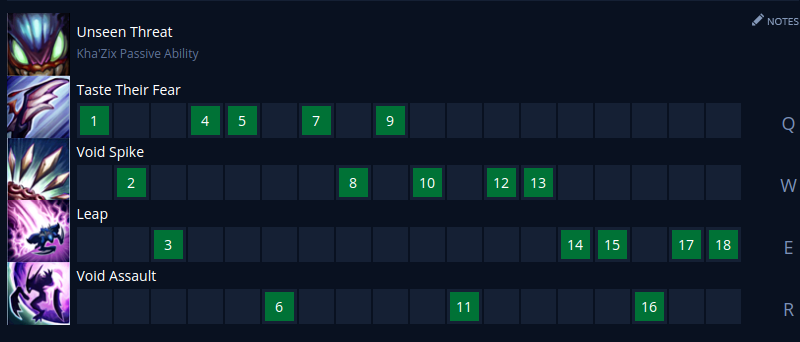 Unseen Threat
NOTES
Kha'Zix Passive Ability
Taste Their Fear
1 4 5 7 9 Q
Void Spike
2 8 10 12 13 W
Leap
3 14 15 17 18 E
Void Assault
6 11 16 R